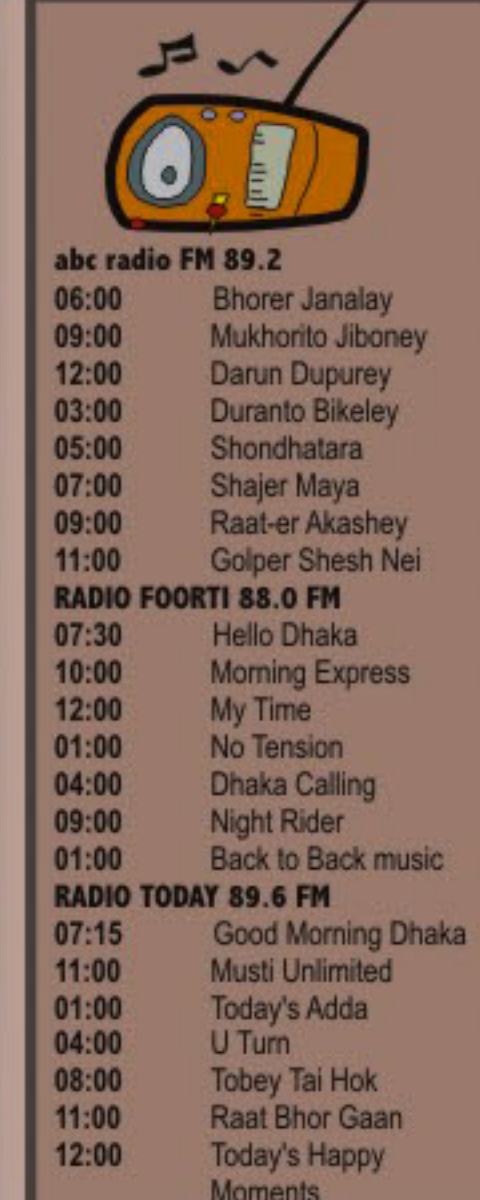 abc radio FM 89.2
06:00 Bhorer Janalay
09:00 Mukhorito Jiboney
12:00 Darun Dupurey
03:00 Duranto Bikeley
05:00 Shondhatara
07:00 Shajer Maya
09:00 Raat-er Akashey
11:00 Golper Shesh Nei
RADIO FOORTI 88.0 FM
07:30 Hello Dhaka
10:00 Morning Express
12:00 My Time
01:00 No Tension
04:00 Dhaka Calling
09:00 Night Rider
01:00 Back to Back music
RADIO TODAY 89.6 FM
07:15 Good Morning Dhaka
11:00 Musti Unlimited
01:00 Today's Adda
04:00 U Turn
08:00 Tobey Tai Hok
11:00 Raat Bhor Gaan
12:00 Today's Happy
Moments